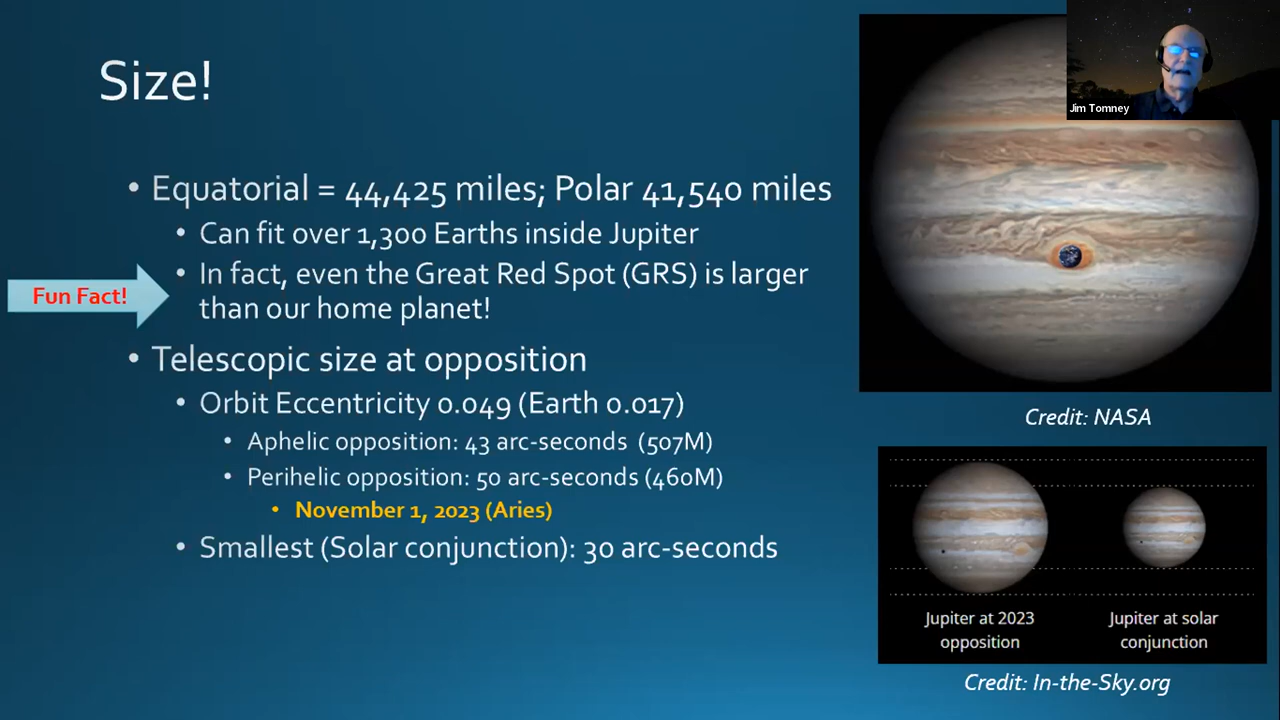 Size!
• Equatorial = 44,425 miles; Polar 41,540 miles
• Can fit over 1,300 Earths inside Jupiter
Fun Fact!
• In fact, even the Great Red Spot (GRS) is larger
than our home planet!
• Telescopic size at opposition
• Orbit Eccentricity 0.049 (Earth 0.017)
• Aphelic opposition: 43 arc-seconds (507M)
• Perihelic opposition: 50 arc-seconds (460M)
• November 1, 2023 (Aries)
• Smallest (Solar conjunction): 30 arc-seconds
Jim Tomney
Credit: NASA
Jupiter at 2023
opposition
Jupiter at solar
conjunction
Credit: In-the-Sky.org